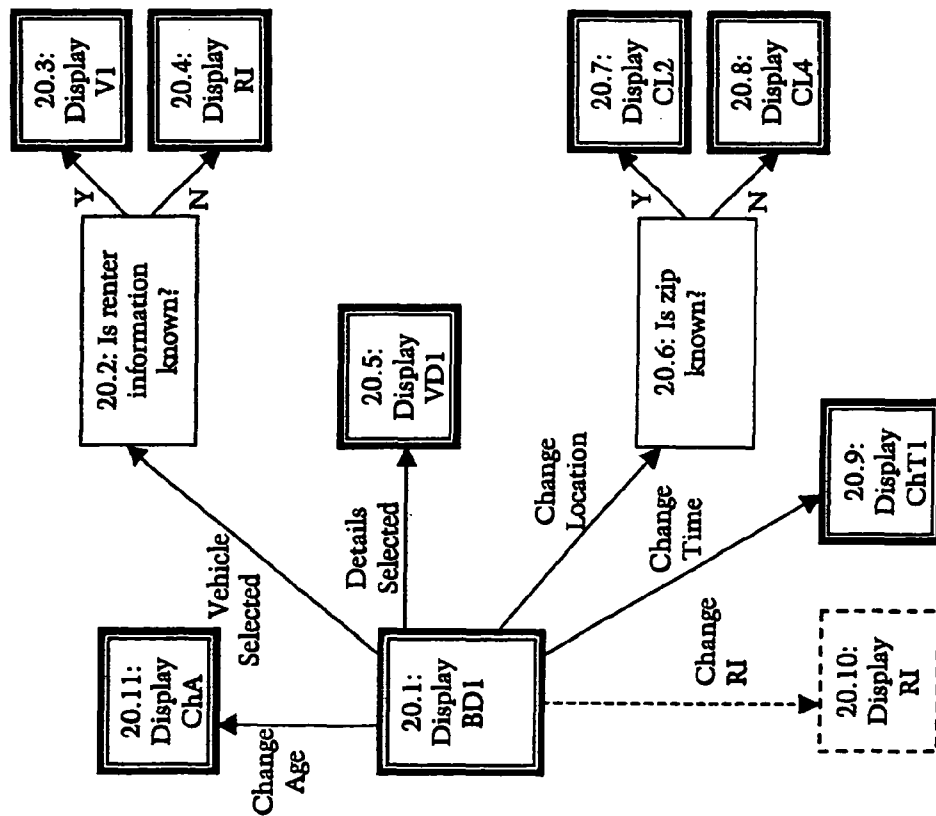 20.11:
Display
ChA
Change
Age
20.1:
Display
BD1
Vehicle
Selected
20.2: Is renter
information
known?
Y
N
20.3:
Display
V1
20.4:
Display
RI
Details
Selected
20.5:
Display
VD1
Change
Location
20.6: Is zip
known?
Y
N
20.7:
Display
CL2
20.8:
Display
CL4
Change
Time
20.9:
Display
ChT1
Change
RI
20.10:
Display
RI